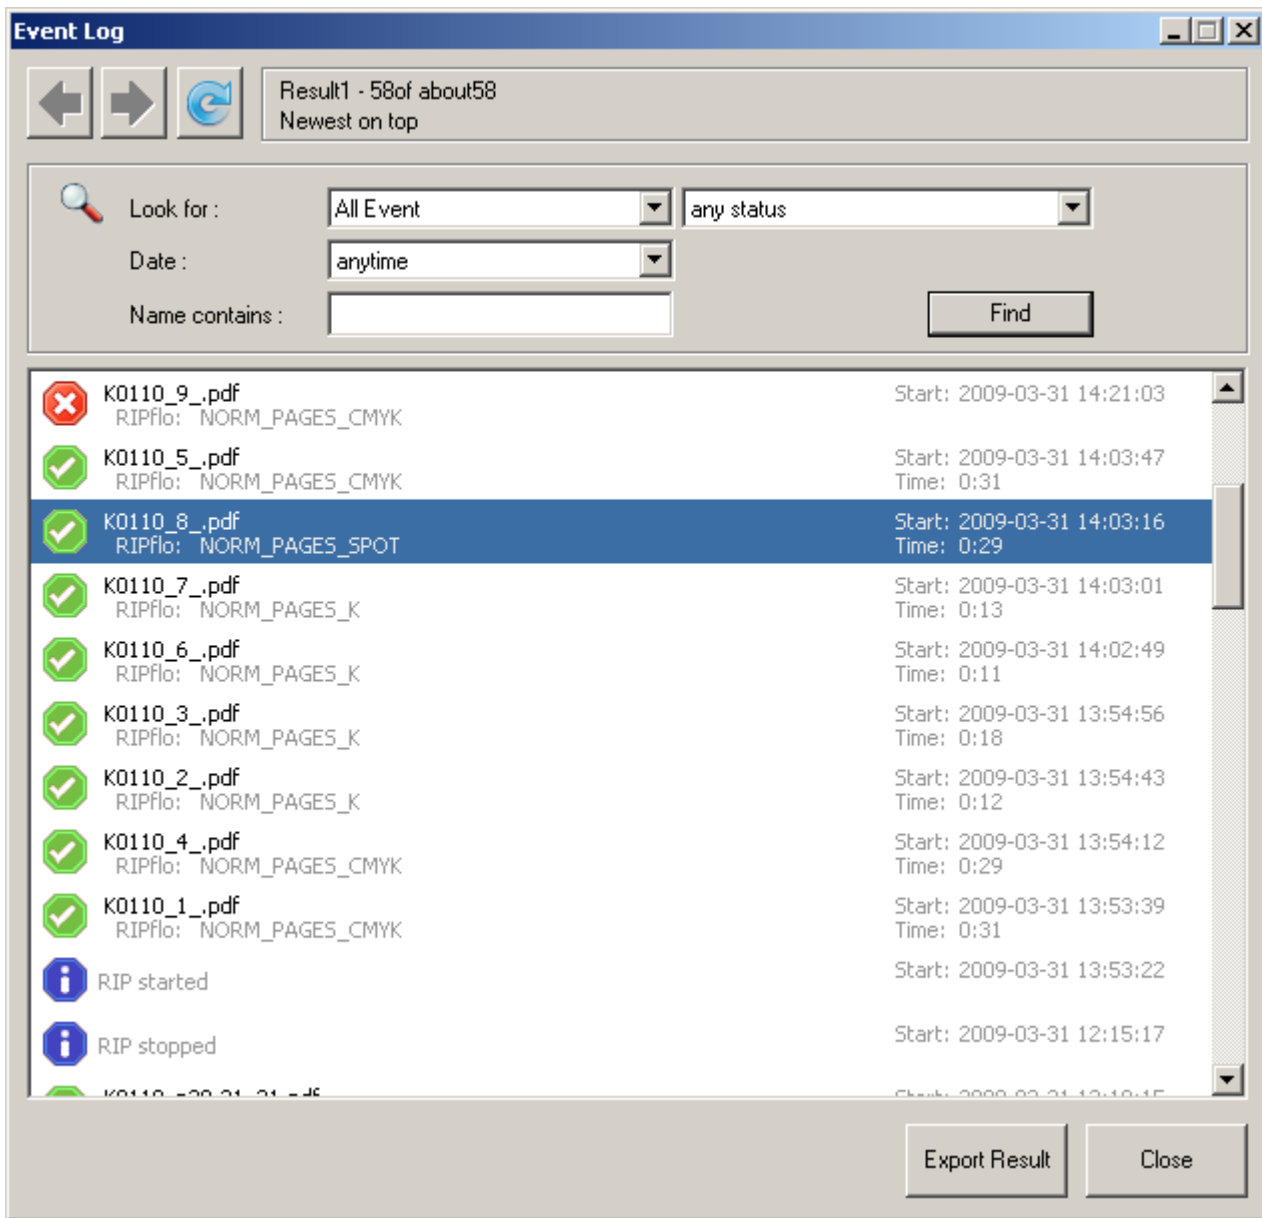 Event Log
Result1 - 58of about58
Newest on top
Look for : All Event any status
Date : anytime
Name contains : Find
K0110_9_.pdf Start: 2009-03-31 14:21:03
RIPflo: NORM_PAGES_CMYK
K0110_5_.pdf Start: 2009-03-31 14:03:47
RIPflo: NORM_PAGES_CMYK Time: 0:31
K0110_8_.pdf Start: 2009-03-31 14:03:16
RIPflo: NORM_PAGES_SPOT Time: 0:29
K0110_7_.pdf Start: 2009-03-31 14:03:01
RIPflo: NORM_PAGES_K Time: 0:13
K0110_6_.pdf Start: 2009-03-31 14:02:49
RIPflo: NORM_PAGES_K Time: 0:11
K0110_3_.pdf Start: 2009-03-31 13:54:56
RIPflo: NORM_PAGES_K Time: 0:18
K0110_2_.pdf Start: 2009-03-31 13:54:43
RIPflo: NORM_PAGES_K Time: 0:12
K0110_4_.pdf Start: 2009-03-31 13:54:12
RIPflo: NORM_PAGES_CMYK Time: 0:29
K0110_1_.pdf Start: 2009-03-31 13:53:39
RIPflo: NORM_PAGES_CMYK Time: 0:31
RIP started Start: 2009-03-31 13:53:22
RIP stopped Start: 2009-03-31 12:15:17
Export Result Close